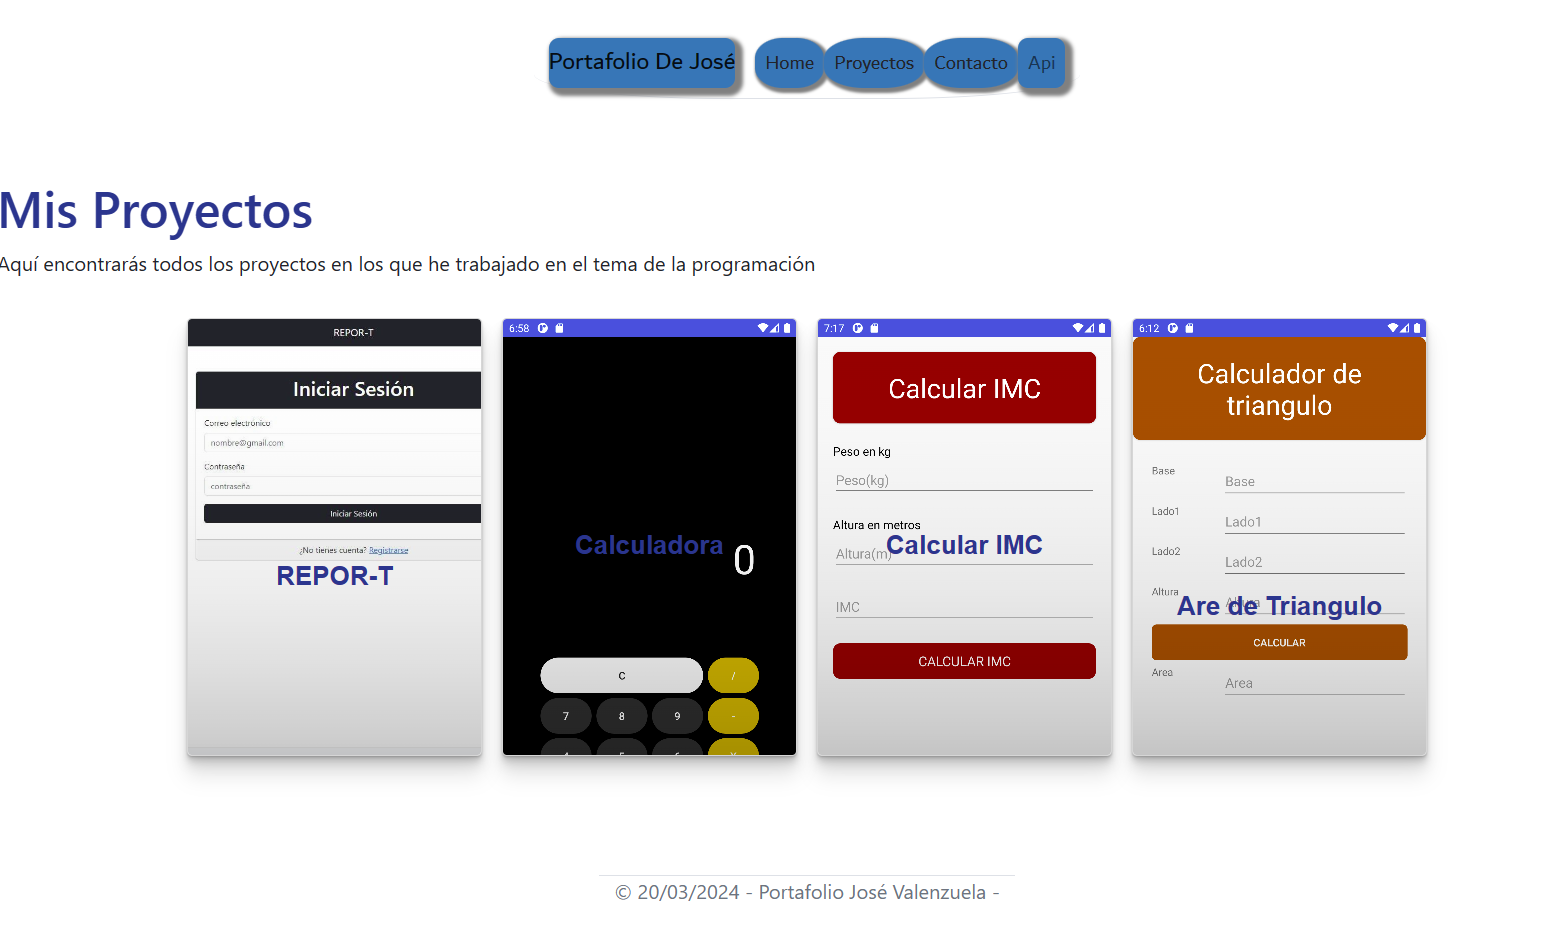 Portafolio De José Home Proyectos Contacto Api
Mis Proyectos
Aquí encontrarás todos los proyectos en los que he trabajado en el tema de la programación
REPOR-T
Iniciar Sesión
Correo electrónico
nombre@gmail.com
Contraseña
contraseña
Iniciar Sesión
¿No tienes cuenta? Registrarse
REPOR-T
6:58
Calculadora
0
C /
7 8 9 -
7:17
Calcular IMC
Peso en kg
Peso(kg)
Altura en metros
Altura(m)
Calcular IMC
IMC
CALCULAR IMC
6:12
Calculador de
triangulo
Base
Base
Lado1
Lado1
Lado2
Lado2
Altura
Altura
Are de Triangulo
CALCULAR
Area
Area
© 20/03/2024 - Portafolio José Valenzuela -